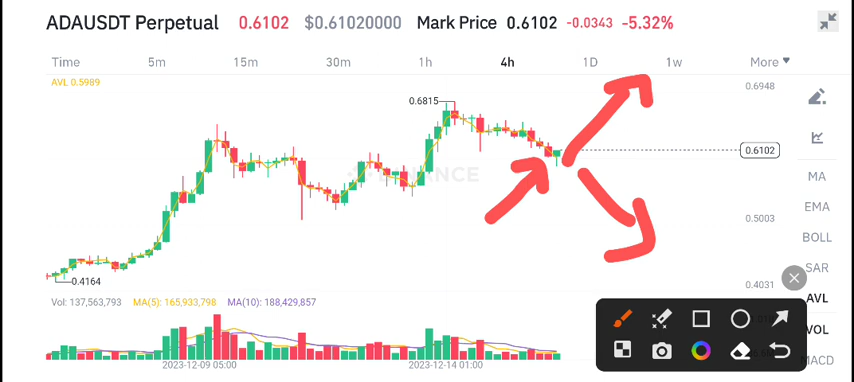 ADAUSDT Perpetual 0.6102 $0.61020000 Mark Price 0.6102 -0.0343 -5.32%
Time 5m 15m 30m 1h 4h 1D 1w More
AVL 0.5989
0.6948
0.6815
0.6102
BINANCE
MA
EMA
0.5003
BOLL
SAR
0.4164
0.4031
AVL
Vol: 137,563,793 MA(5): 165,933,798 MA(10): 188,429,857
VOL
MACD
2023-12-09 05:00 2023-12-14 01:00